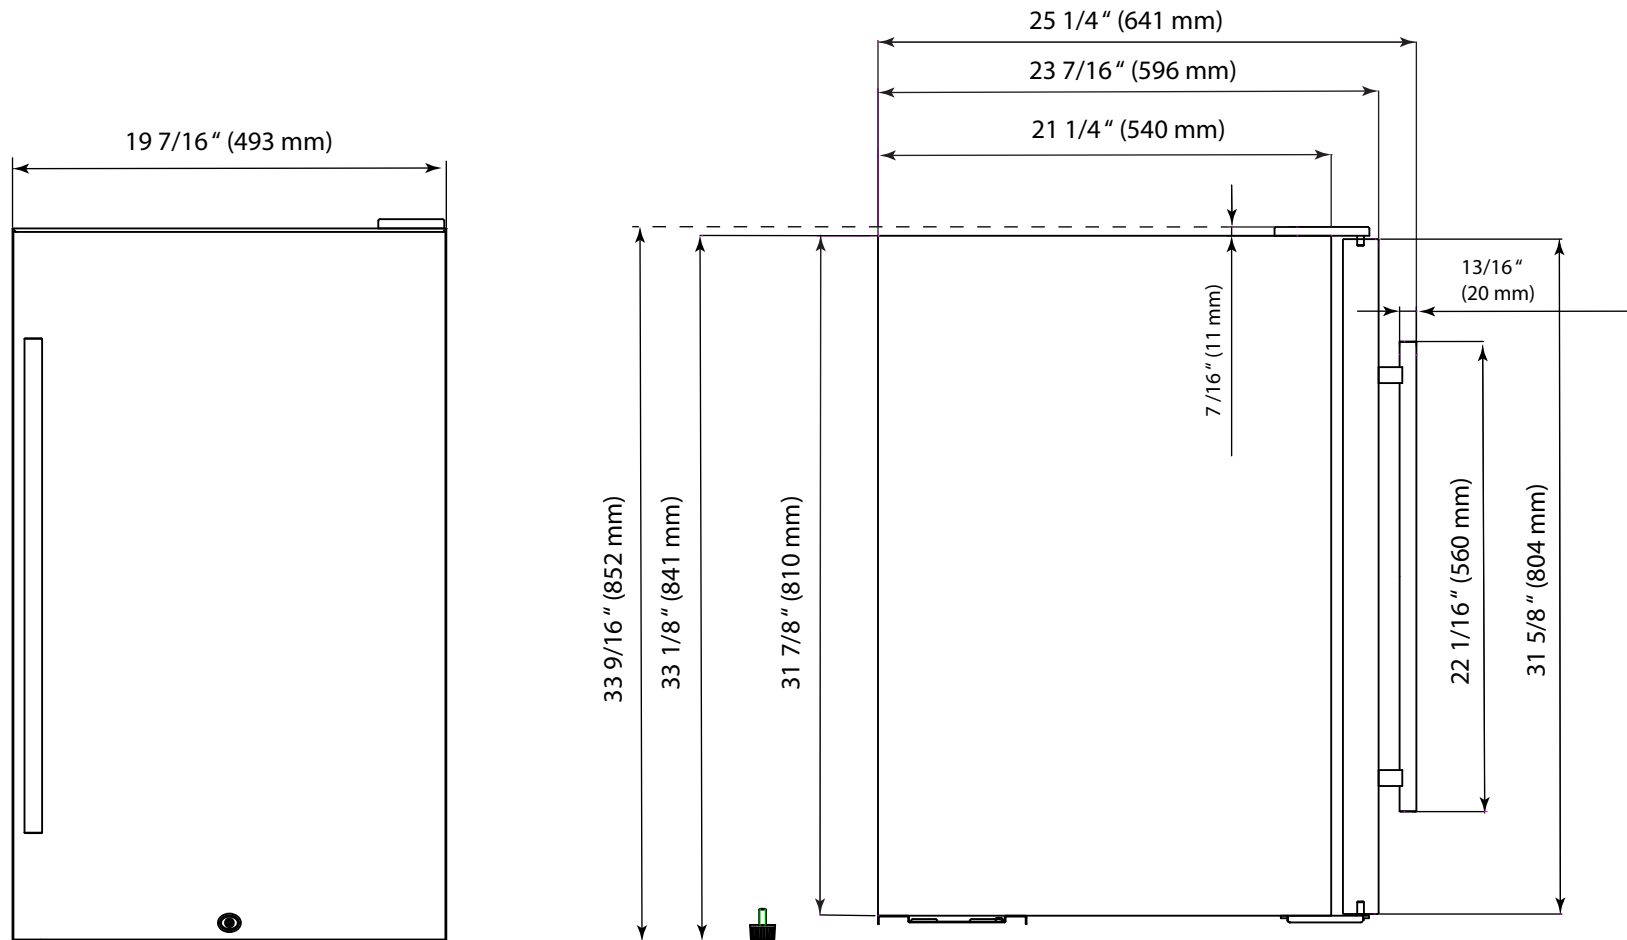 25 1/4“ (641 mm)
23 7/16“ (596 mm)
21 1/4“ (540 mm)
19 7/16“ (493 mm)
13/16“
(20 mm)
7 /16“ (11 mm)
33 9/16 “ (852 mm)
33 1/8“ (841 mm)
31 7/8“ (810 mm)
22 1/16“ (560 mm)
31 5/8“ (804 mm)